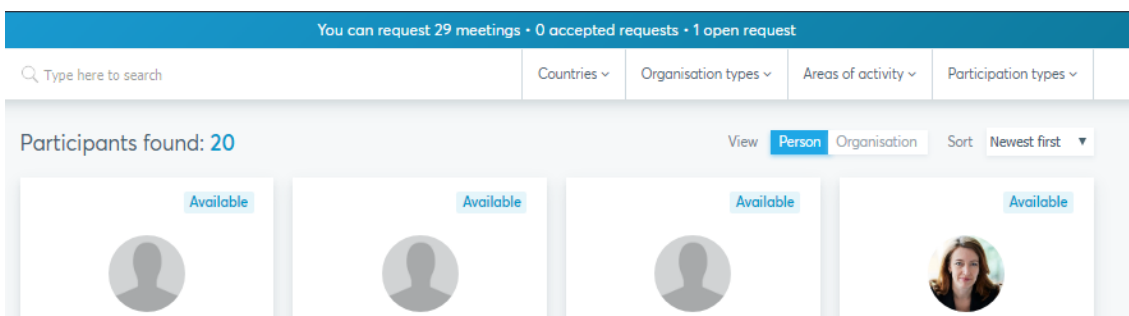 You can request 29 meetings • 0 accepted requests • 1 open request
Type here to search Countries Organisation types Areas of activity Participation types
Participants found: 20 View Person Organisation Sort Newest first
Available Available Available Available